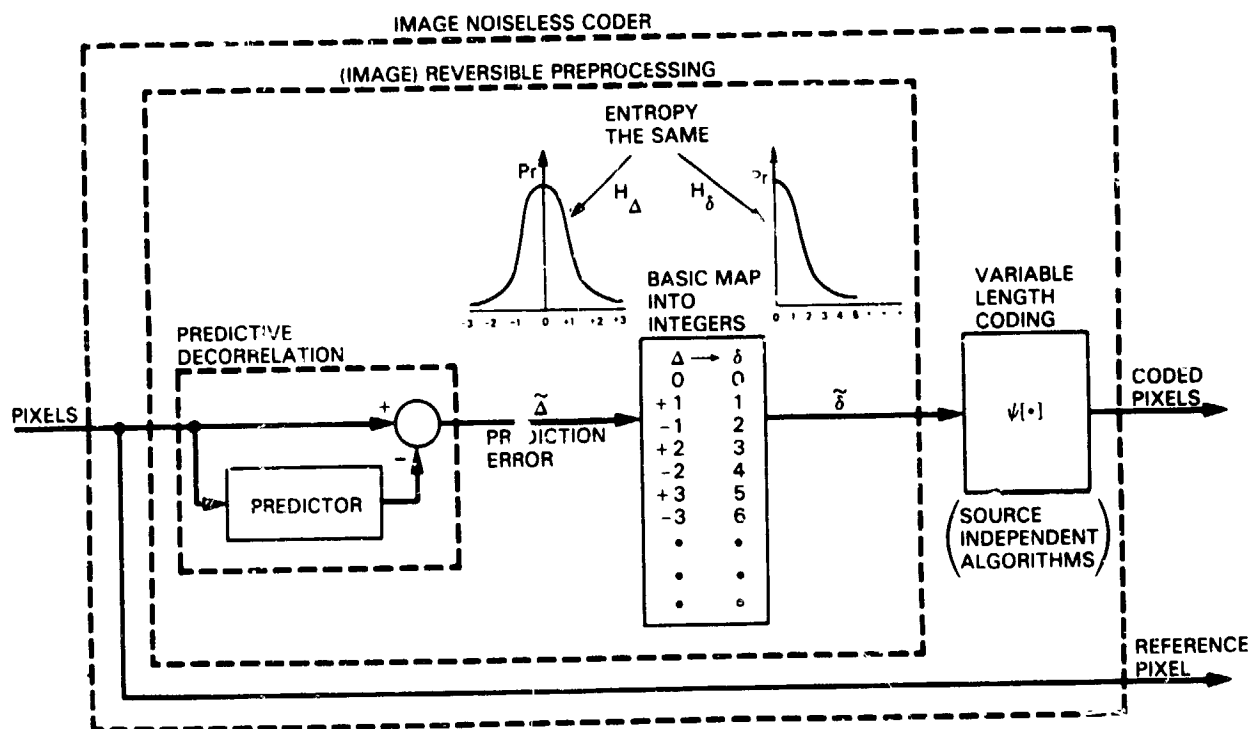 IMAGE NOISELESS CODER
(IMAGE) REVERSIBLE PREPROCESSING
ENTROPY
THE SAME
Pr
H_Δ
H_δ
Pr
-3 -2 -1 0 +1 +2 +3
0 1 2 3 4 5
BASIC MAP
INTO
INTEGERS
VARIABLE
LENGTH
CODING
PREDICTIVE
DECORRELATION
Δ → δ
0 0
+1 1
-1 2
+2 3
-2 4
+3 5
-3 6
PIXELS
+
−
Δ̃
PREDICTION
ERROR
δ̃
ψ[•]
CODED
PIXELS
PREDICTOR
(SOURCE
INDEPENDENT
ALGORITHMS)
REFERENCE
PIXEL